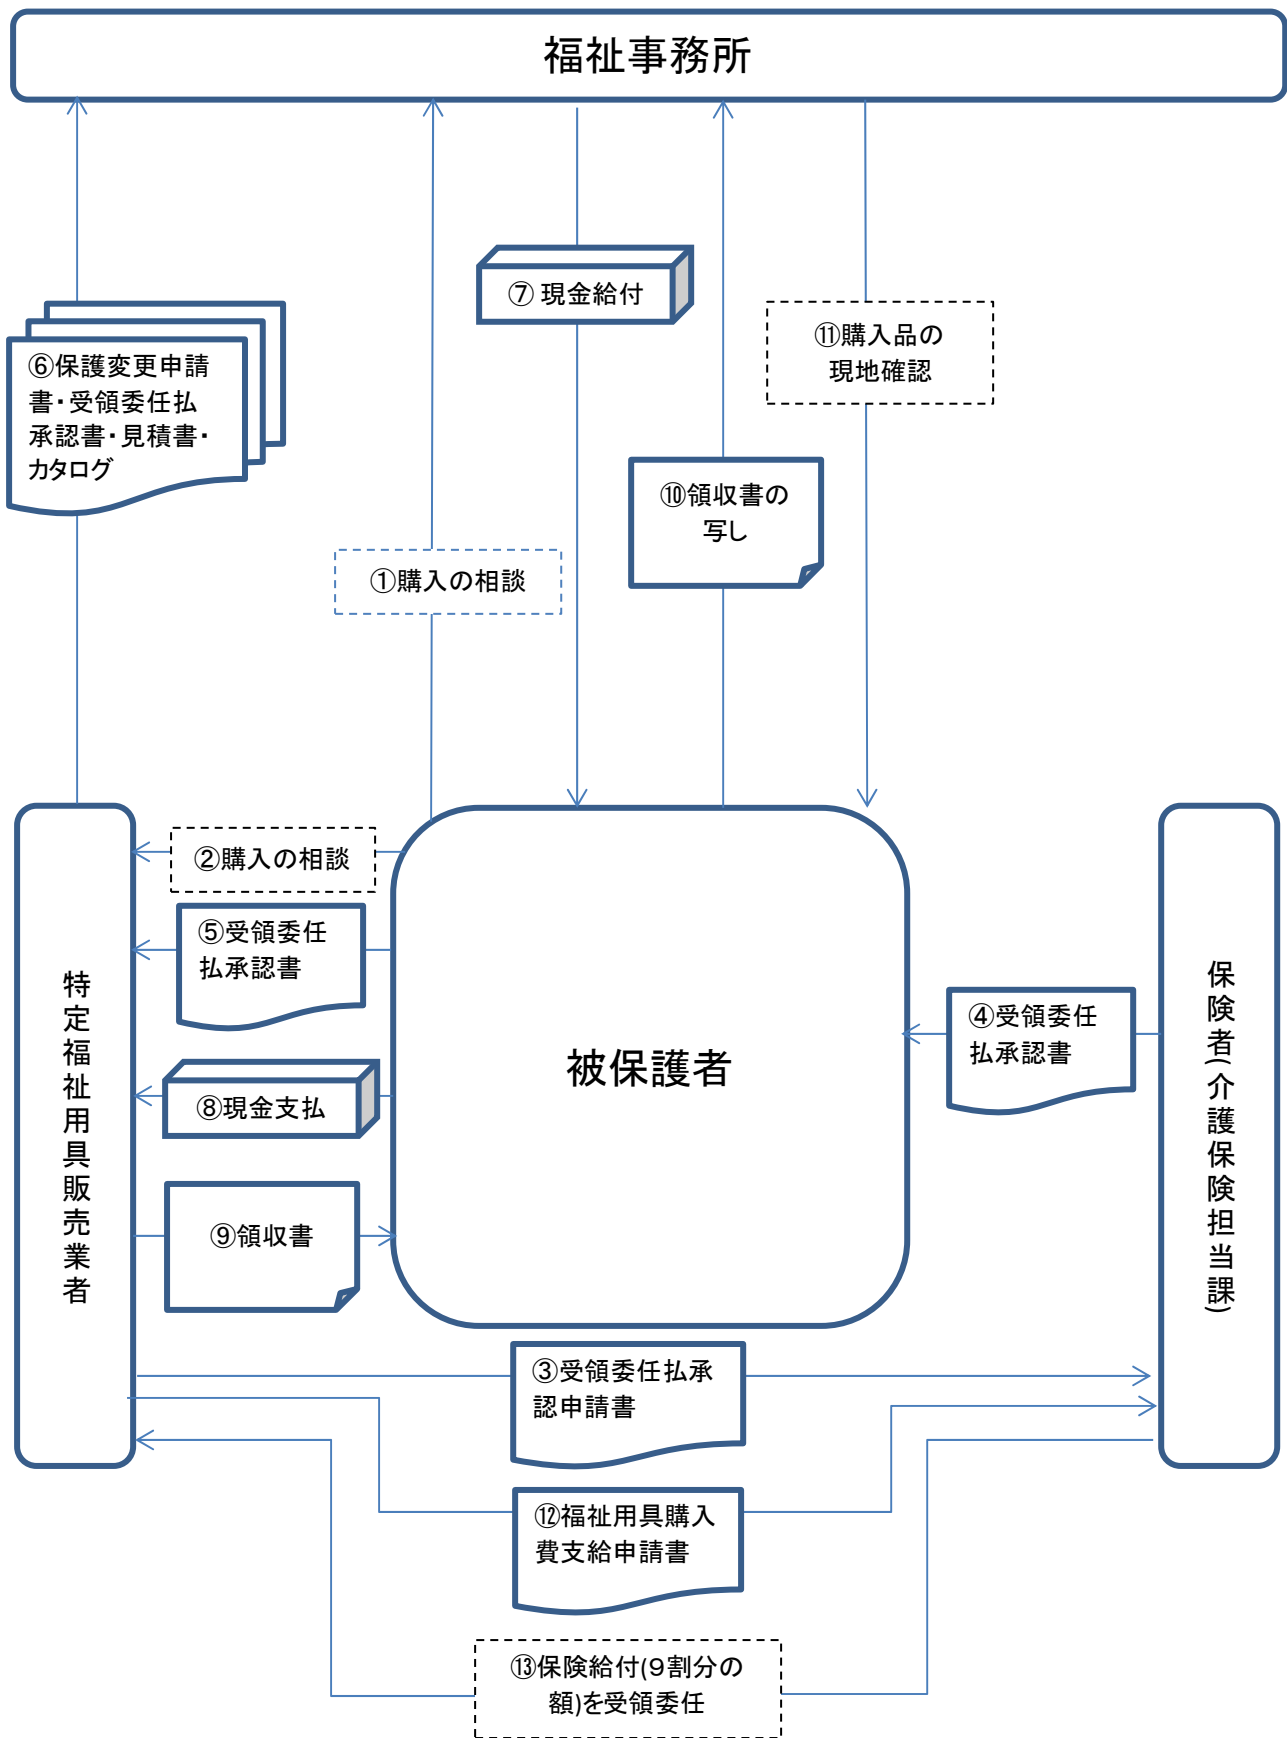 福祉事務所
⑦ 現金給付
⑪購入品の
現地確認
⑥保護変更申請
書・受領委任払
承認書・見積書・
カタログ
⑩領収書の
写し
①購入の相談
②購入の相談
⑤受領委任
払承認書
④受領委任
払承認書
被保護者
特定福祉用具販売業者
保険者(介護保険担当課)
⑧現金支払
⑨領収書
③受領委任払承
認申請書
⑫福祉用具購入
費支給申請書
⑬保険給付(9割分の
額)を受領委任